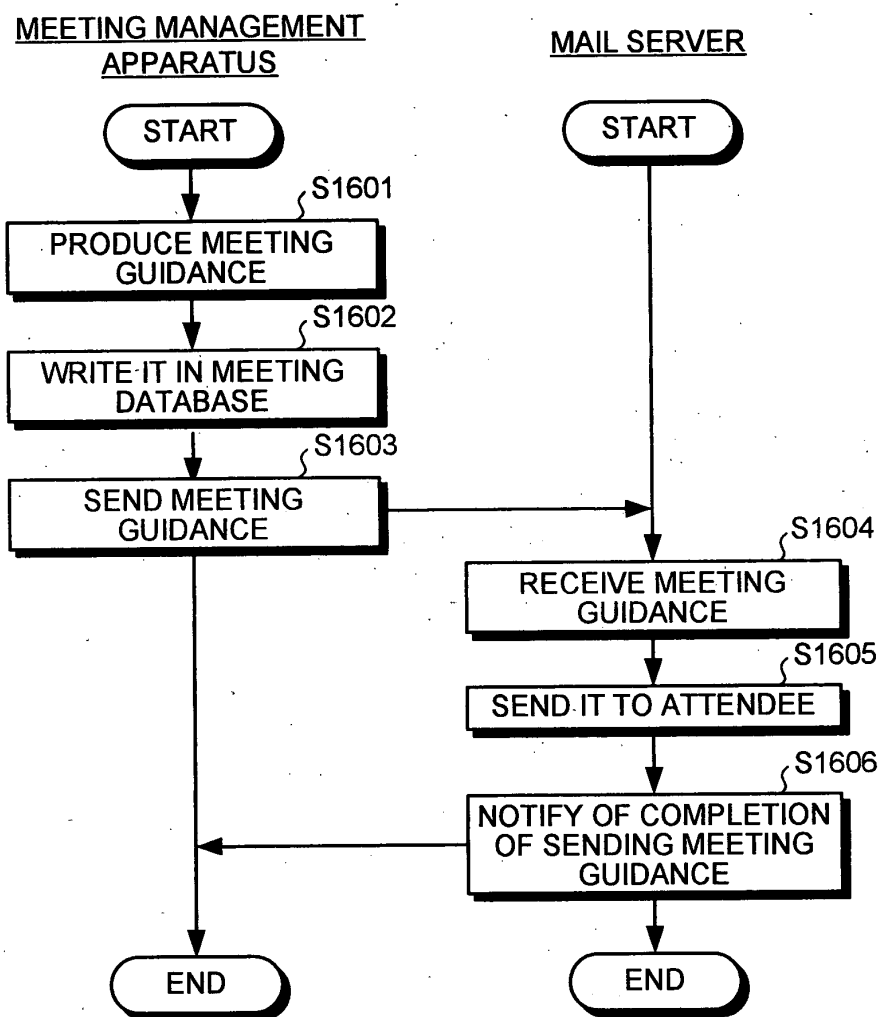 MEETING MANAGEMENT
APPARATUS
START
S1601
PRODUCE MEETING
GUIDANCE
S1602
WRITE IT IN MEETING
DATABASE
S1603
SEND MEETING
GUIDANCE
END
MAIL SERVER
START
S1604
RECEIVE MEETING
GUIDANCE
S1605
SEND IT TO ATTENDEE
S1606
NOTIFY OF COMPLETION
OF SENDING MEETING
GUIDANCE
END